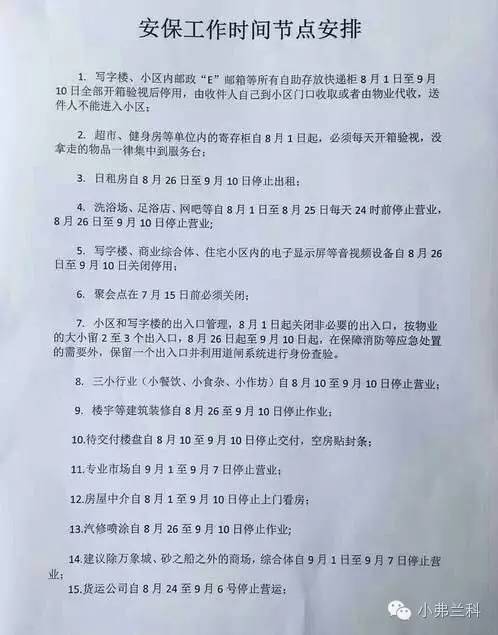 安保工作时间节点安排
1. 写字楼、小区内邮政“E”邮箱等所有自助存放快递柜 8 月 1 日至 9 月
10 日全部开箱验视后停用，由收件人自己到小区门口收取或者由物业代收，送
件人不能进入小区；
2. 超市、健身房等单位内的寄存柜自 8 月 1 日起，必须每天开箱验视，没
拿走的物品一律集中到服务台；
3. 日租房自 8 月 26 日至 9 月 10 日停止出租；
4. 洗浴场、足浴店、网吧等自 8 月 1 日至 8 月 25 日每天 24 时前停止营业，
8 月 26 日至 9 月 10 日停止营业；
5. 写字楼、商业综合体、住宅小区内的电子显示屏等音视频设备自 8 月 26
日至 9 月 10 日关闭停用；
6. 聚会点在 7 月 15 日前必须关闭；
7. 小区和写字楼的出入口管理，8 月 1 日起关闭非必要的出入口，按物业
的大小留 2 至 3 个出入口，8 月 26 日起至 9 月 10 日起，在保障消防等应急处置
的需要外，保留一个出入口并利用道闸系统进行身份查验。
8. 三小行业（小餐饮、小食杂、小作坊）自 8 月 10 至 9 月 10 日停止营业；
9. 楼宇等建筑装修自 8 月 26 至 9 月 10 日停止作业；
10.待交付楼盘自 8 月 10 至 9 月 10 日停止交付，空房贴封条；
11.专业市场自 9 月 1 至 9 月 7 日停止营业；
12.房屋中介自 8 月 1 至 9 月 10 日停止上门看房；
13.汽修喷涂自 8 月 26 至 9 月 10 日停止作业；
14.建议除万象城、砂之船之外的商场，综合体自 9 月 1 日至 9 月 7 日停止营
业；
15.货运公司自 8 月 24 至 9 月 6 号停止营运；
小弗兰科